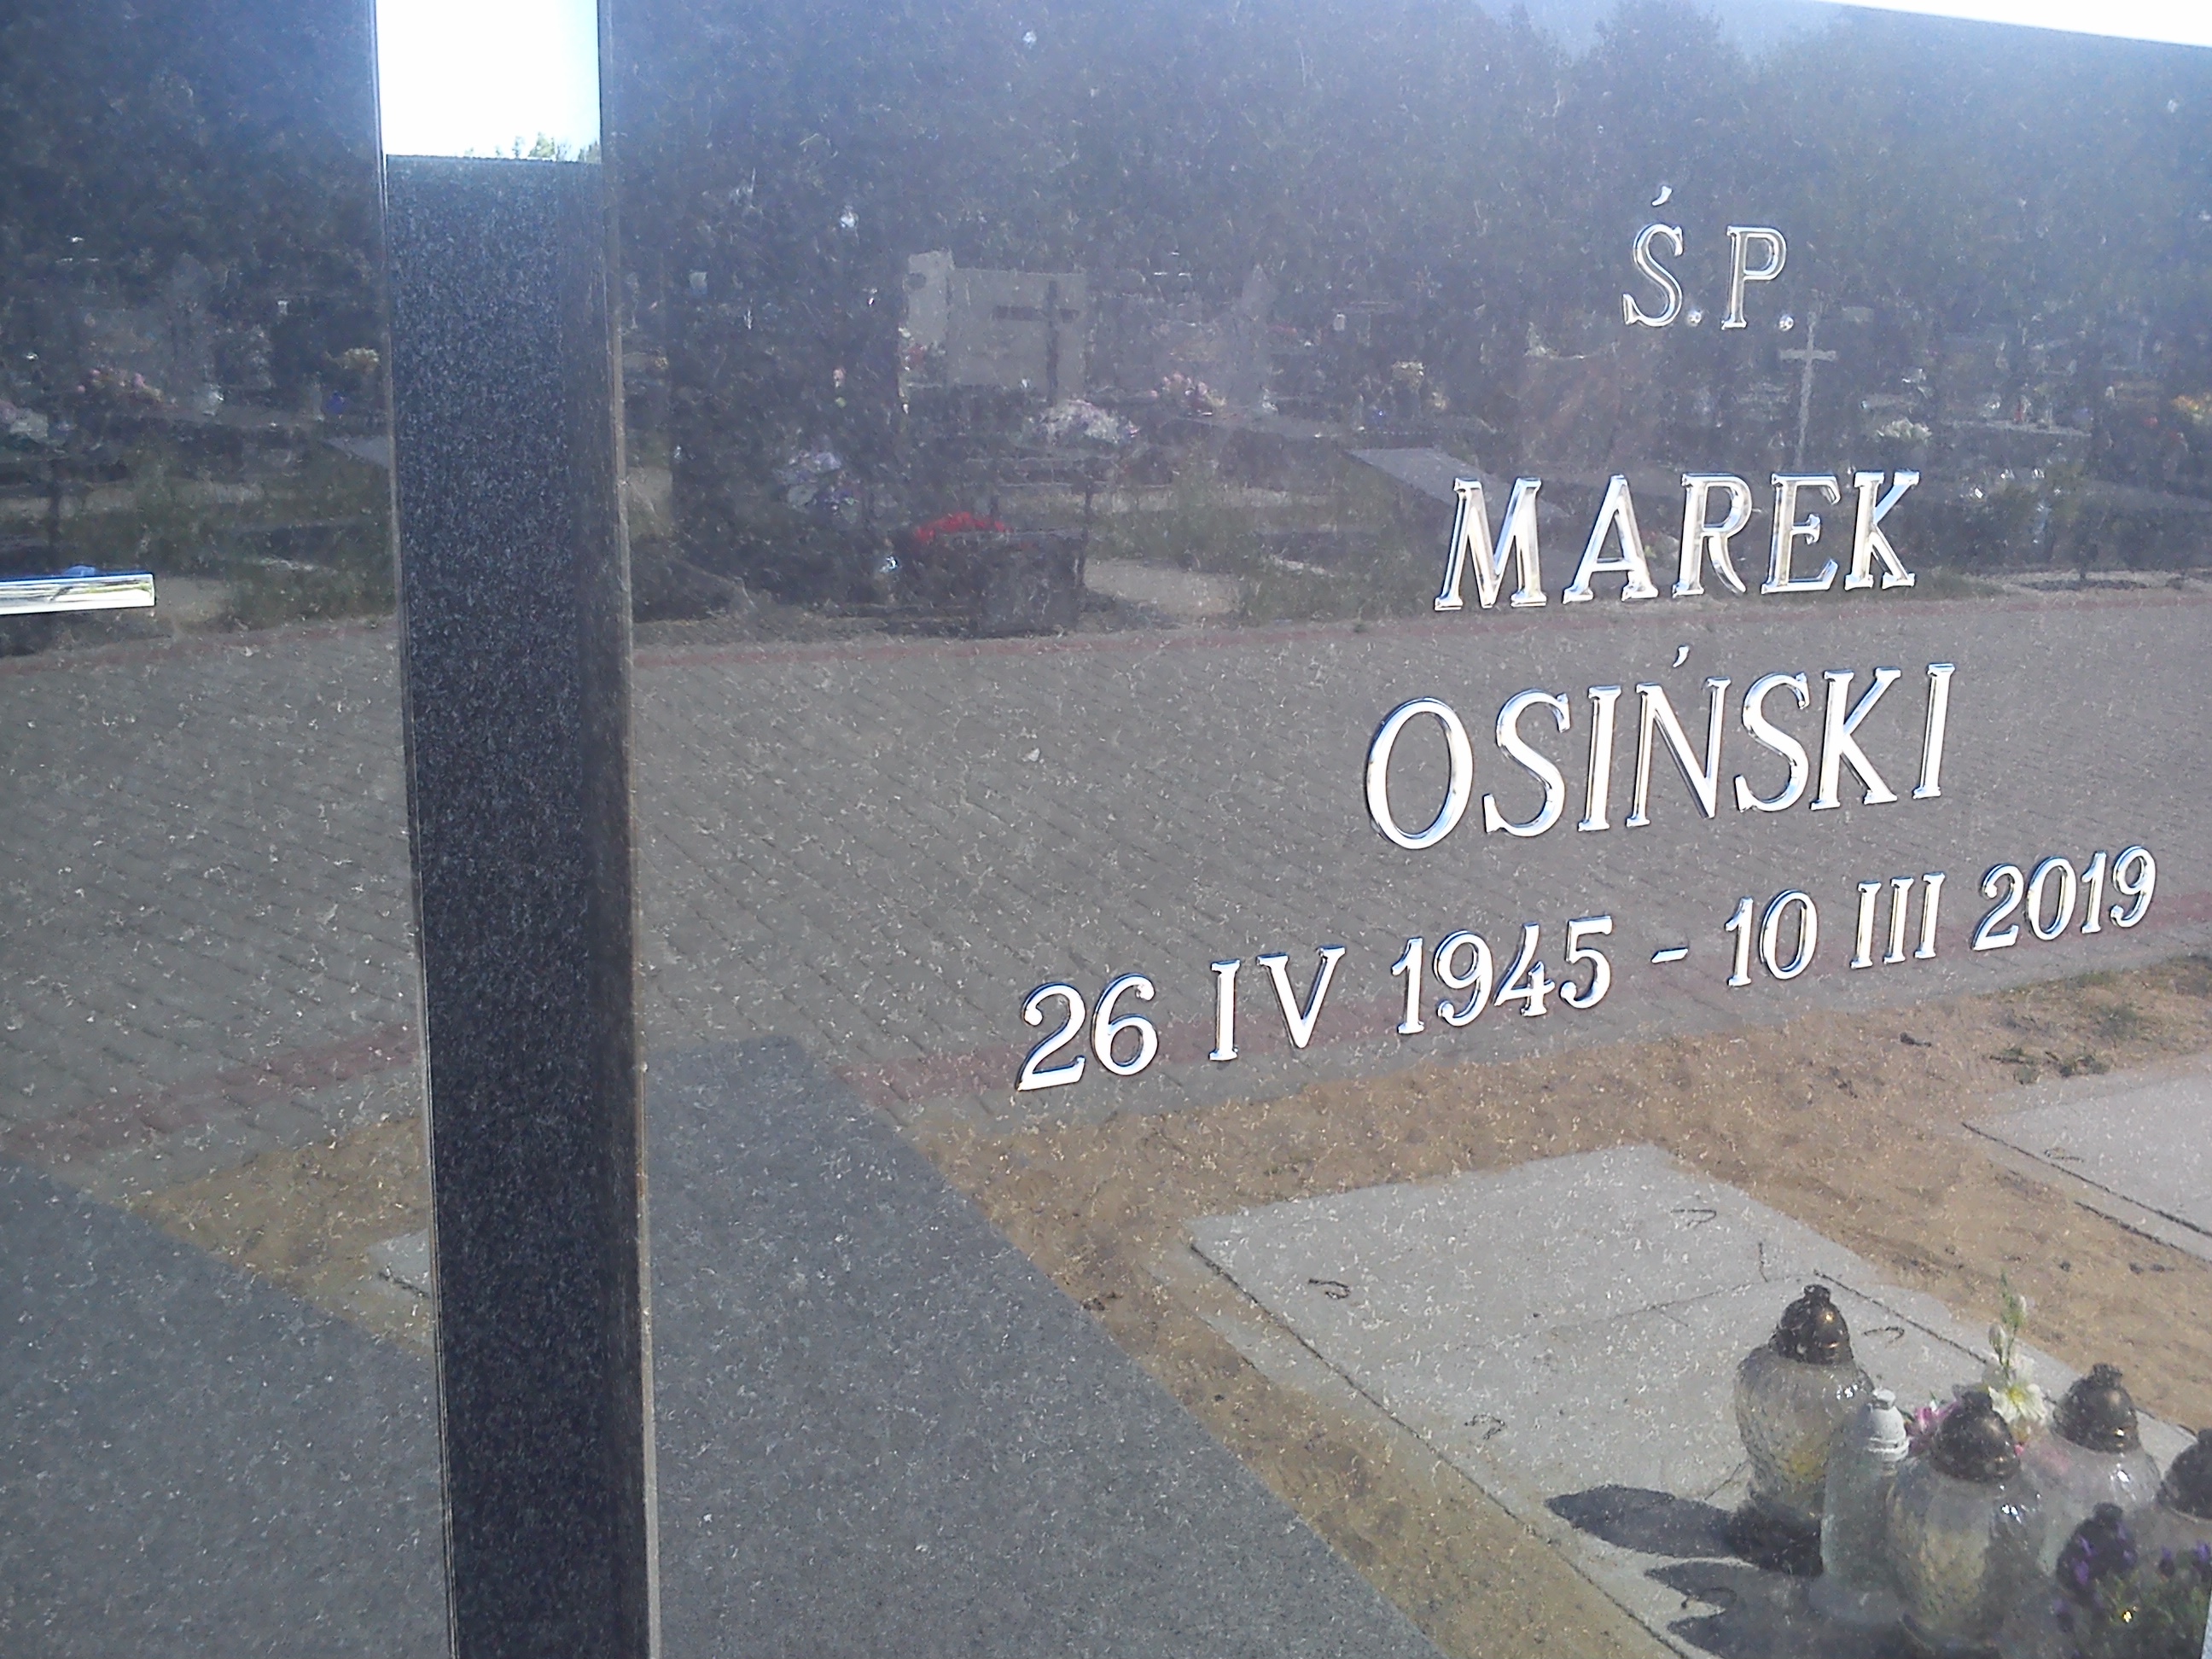 Ś.P.
MAREK
OSIŃSKI
26 IV 1945 - 10 III 2019